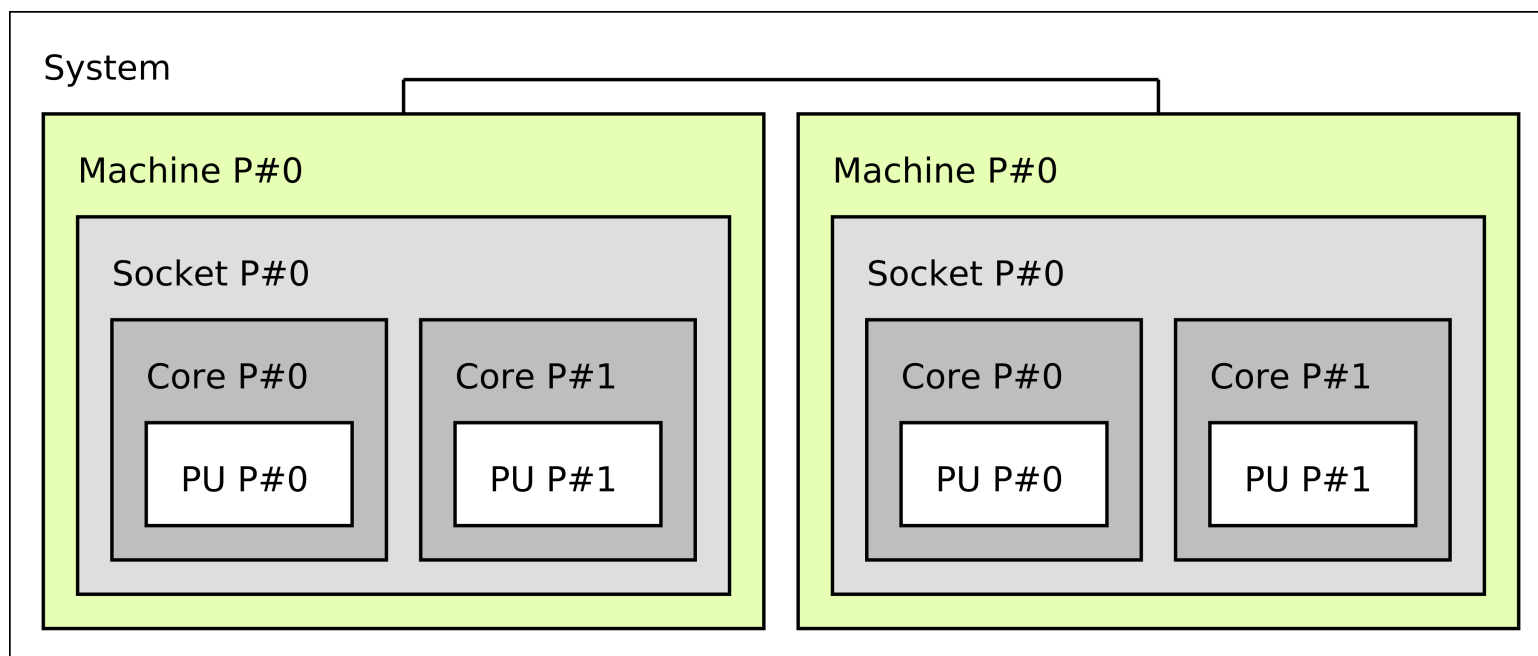 System
Machine P#0
Machine P#0
Socket P#0
Socket P#0
Core P#0
Core P#1
Core P#0
Core P#1
PU P#0
PU P#1
PU P#0
PU P#1